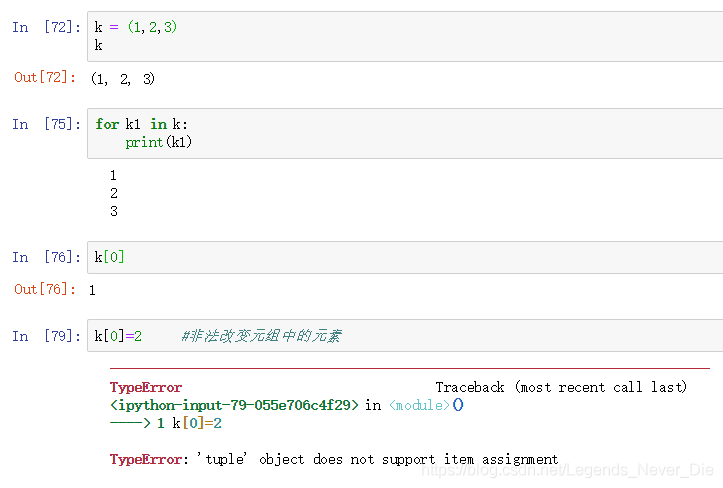 In [72]: k = (1,2,3)
k
Out[72]: (1, 2, 3)
In [75]: for k1 in k:
print(k1)
1
2
3
In [76]: k[0]
Out[76]: 1
In [79]: k[0]=2 #非法改变元组中的元素
TypeError Traceback (most recent call last)
<ipython-input-79-055e706c4f29> in <module>()
----> 1 k[0]=2
TypeError: 'tuple' object does not support item assignment
https://blog.csdn.net/Legends_Never_Die